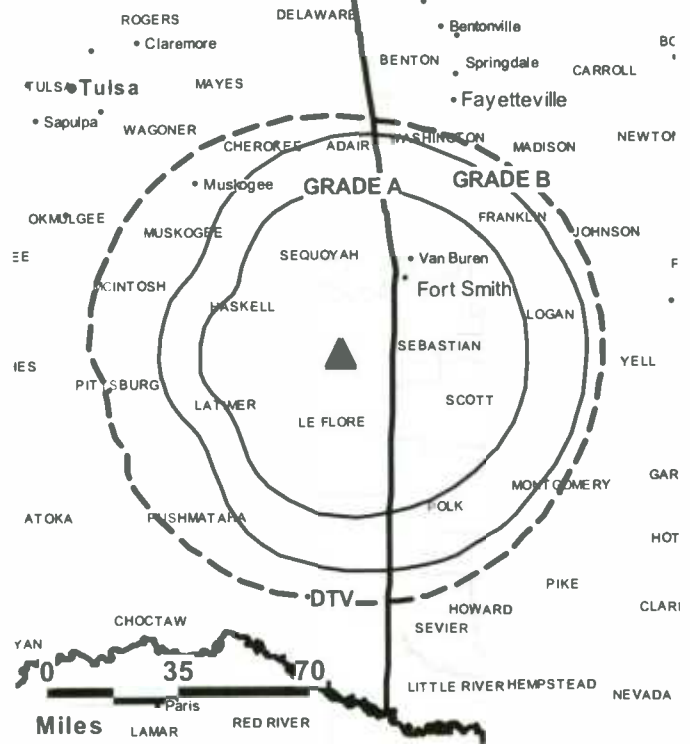 DELAWARE
ROGERS
Bentonville
Claremore
BENTON
Springdale
CARROLL
TULSA
Tulsa
MAYES
Fayetteville
Sapulpa
WAGONER
CHEROKEE
ADAIR
WASHINGTON
MADISON
Muskogee
GRADE A
GRADE B
OKMULGEE
MUSKOGEE
FRANKLIN
JOHNSON
SEQUOYAH
Van Buren
Fort Smith
HASKELL
LOGAN
SEBASTIAN
YELL
PITTSBURG
LATIMER
SCOTT
LE FLORE
MONTGOMERY
POLK
ATOKA
PUSHMATAHA
PIKE
DTV
HOWARD
CHOCTAW
SEVIER
0 35 70
LITTLE RIVER
HEMPSTEAD
NEVADA
Paris
Miles
LAMAR
RED RIVER